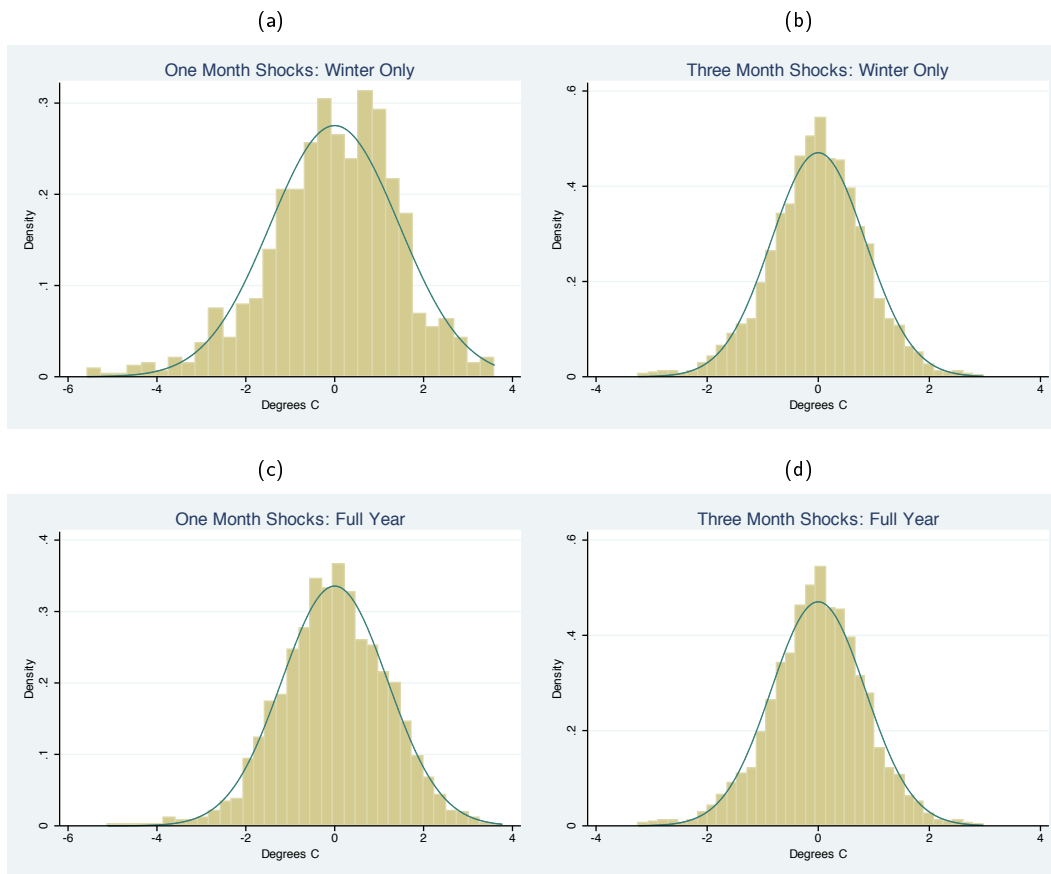 (a)
One Month Shocks: Winter Only
Density
0
.1
.2
.3
-6 -4 -2 0 2 4
Degrees C
(b)
Three Month Shocks: Winter Only
Density
0
.2
.4
.6
-4 -2 0 2 4
Degrees C
(c)
One Month Shocks: Full Year
Density
0
.1
.2
.3
.4
-6 -4 -2 0 2 4
Degrees C
(d)
Three Month Shocks: Full Year
Density
0
.2
.4
.6
-4 -2 0 2 4
Degrees C